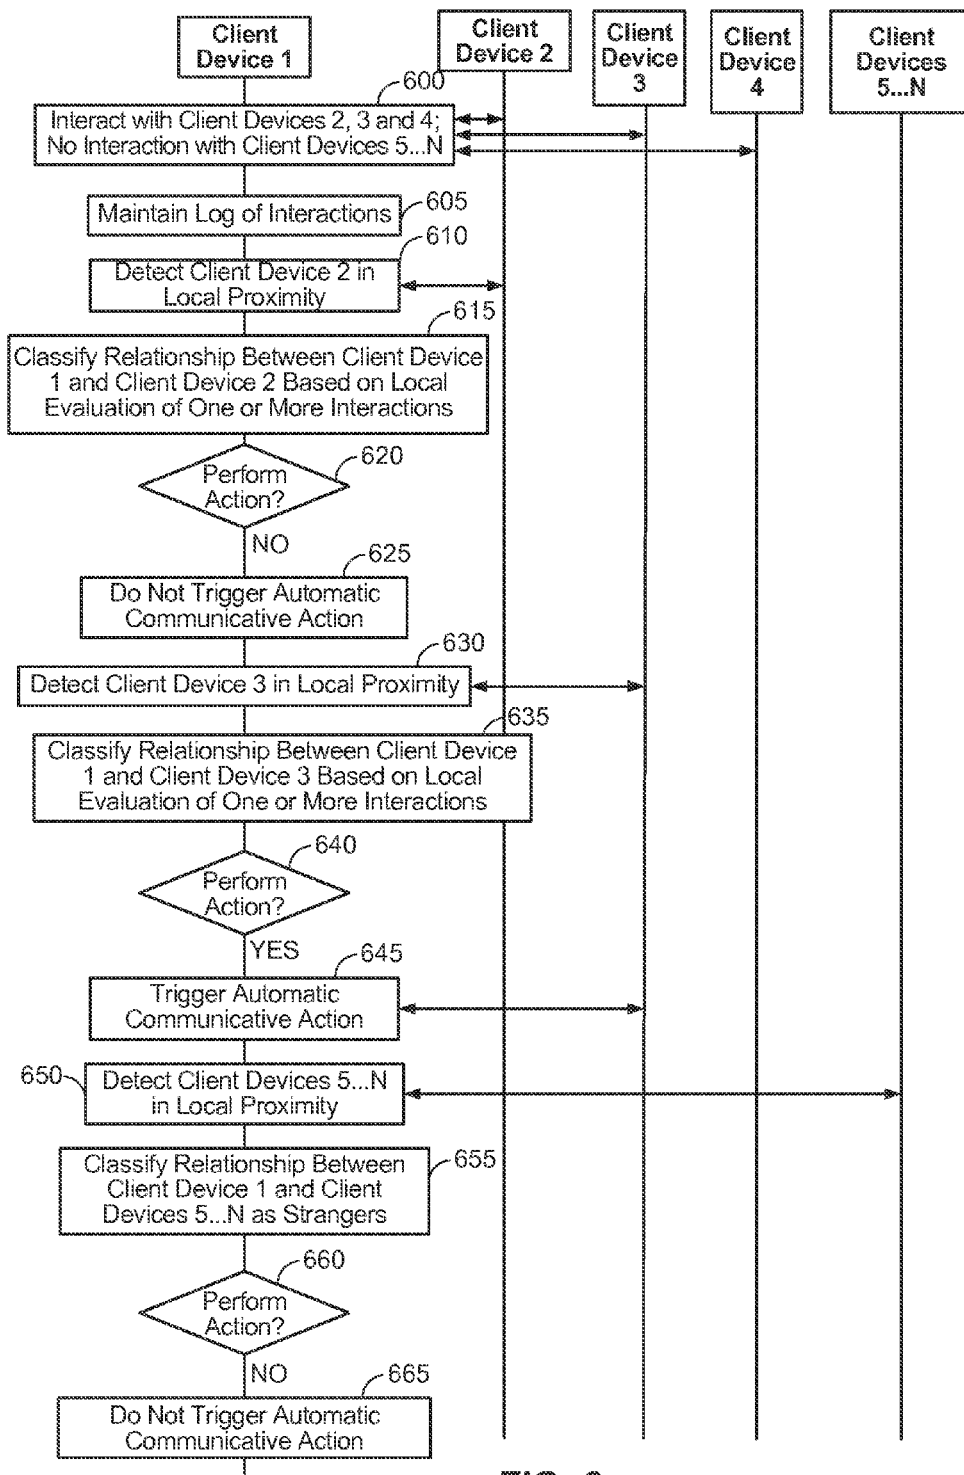 Client
Device 1
Client
Device 2
Client
Device
3
Client
Device
4
Client
Devices
5...N
600
Interact with Client Devices 2, 3 and 4;
No Interaction with Client Devices 5...N
605
Maintain Log of Interactions
610
Detect Client Device 2 in
Local Proximity
615
Classify Relationship Between Client Device
1 and Client Device 2 Based on Local
Evaluation of One or More Interactions
620
Perform
Action?
NO
625
Do Not Trigger Automatic
Communicative Action
630
Detect Client Device 3 in Local Proximity
635
Classify Relationship Between Client Device
1 and Client Device 3 Based on Local
Evaluation of One or More Interactions
640
Perform
Action?
YES
645
Trigger Automatic
Communicative Action
650
Detect Client Devices 5...N
in Local Proximity
655
Classify Relationship Between
Client Device 1 and Client
Devices 5...N as Strangers
660
Perform
Action?
NO
665
Do Not Trigger Automatic
Communicative Action